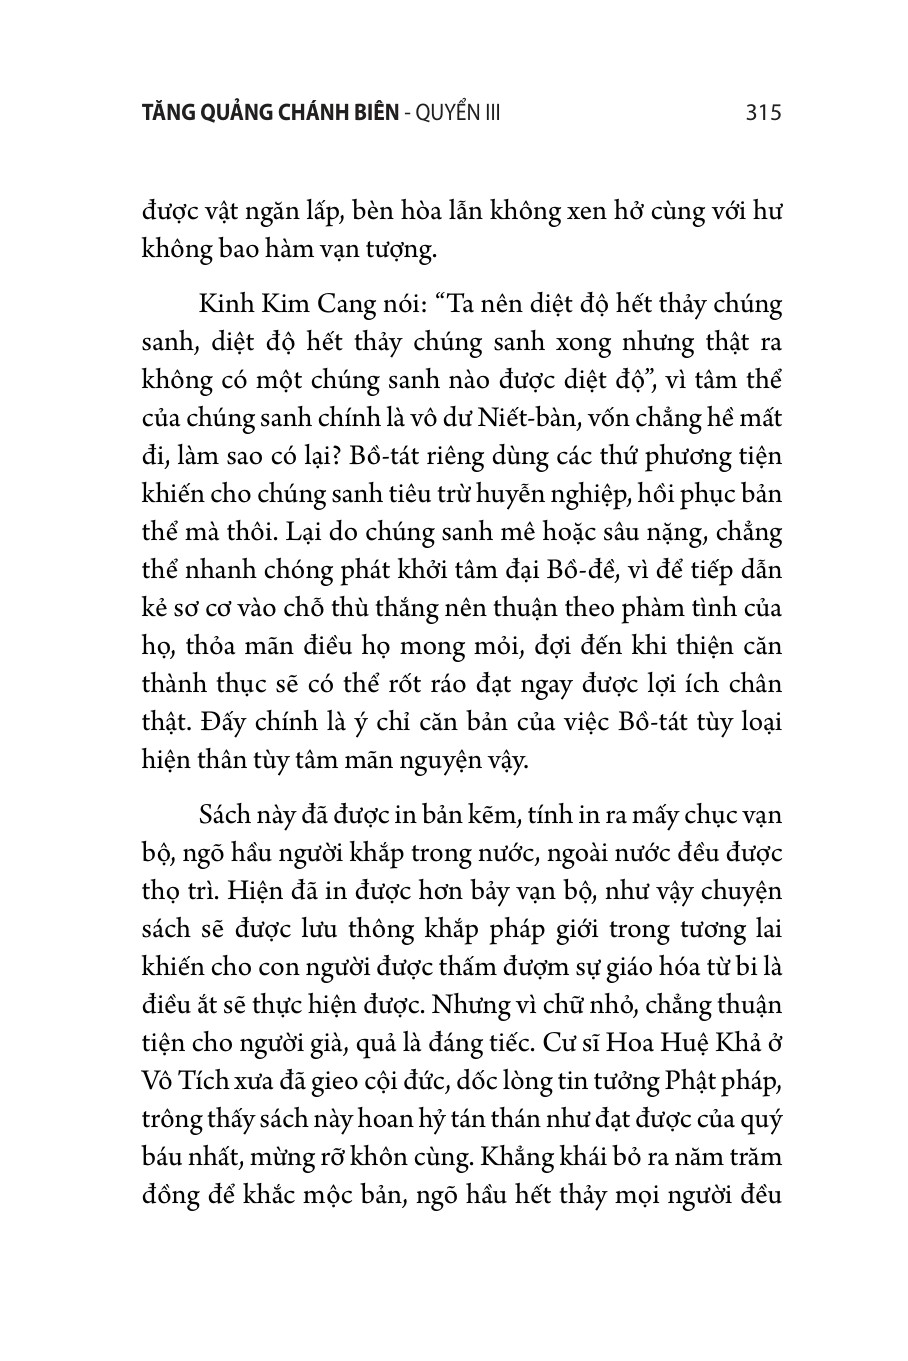 TĂNG QUẢNG CHÁNH BIÊN - QUYỂN III 315
được vật ngăn lấp, bèn hòa lẫn không xen hở cùng với hư
không bao hàm vạn tượng.
Kinh Kim Cang nói: “Ta nên diệt độ hết thảy chúng
sanh, diệt độ hết thảy chúng sanh xong nhưng thật ra
không có một chúng sanh nào được diệt độ”, vì tâm thể
của chúng sanh chính là vô dư Niết-bàn, vốn chẳng hề mất
đi, làm sao có lại? Bồ-tát riêng dùng các thứ phương tiện
khiến cho chúng sanh tiêu trừ huyễn nghiệp, hồi phục bản
thể mà thôi. Lại do chúng sanh mê hoặc sâu nặng, chẳng
thể nhanh chóng phát khởi tâm đại Bồ-đề, vì để tiếp dẫn
kẻ sơ cơ vào chỗ thù thắng nên thuận theo phàm tình của
họ, thỏa mãn điều họ mong mỏi, đợi đến khi thiện căn
thành thục sẽ có thể rốt ráo đạt ngay được lợi ích chân
thật. Đấy chính là ý chỉ căn bản của việc Bồ-tát tùy loại
hiện thân tùy tâm mãn nguyện vậy.
Sách này đã được in bản kẽm, tính in ra mấy chục vạn
bộ, ngõ hầu người khắp trong nước, ngoài nước đều được
thọ trì. Hiện đã in được hơn bảy vạn bộ, như vậy chuyện
sách sẽ được lưu thông khắp pháp giới trong tương lai
khiến cho con người được thấm đượm sự giáo hóa từ bi là
điều ắt sẽ thực hiện được. Nhưng vì chữ nhỏ, chẳng thuận
tiện cho người già, quả là đáng tiếc. Cư sĩ Hoa Huệ Khả ở
Vô Tích xưa đã gieo cội đức, dốc lòng tin tưởng Phật pháp,
trông thấy sách này hoan hỷ tán thán như đạt được của quý
báu nhất, mừng rỡ khôn cùng. Khẳng khái bỏ ra năm trăm
đồng để khắc mộc bản, ngõ hầu hết thảy mọi người đều